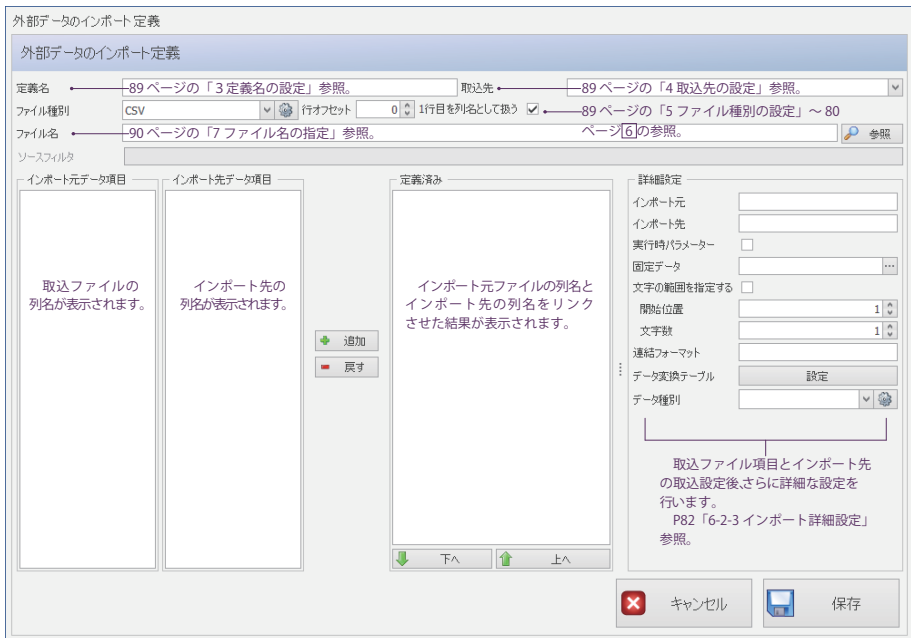 外部データのインポート定義
外部データのインポート定義
定義名 89ページの「3定義名の設定」参照。 取込先 89ページの「4取込先の設定」参照。
ファイル種別 CSV 行オフセット 0 1行目を列名として扱う 89ページの「5ファイル種別の設定」〜80
ページ6の参照。
ファイル名 90ページの「7ファイル名の指定」参照。 参照
ソースフィルタ
インポート元データ項目 インポート先データ項目 定義済み 詳細設定
取込ファイルの
列名が表示されます。
インポート先の
列名が表示されます。
追加
戻す
インポート元ファイルの列名と
インポート先の列名をリンク
させた結果が表示されます。
下へ 上へ
インポート元
インポート先
実行時パラメーター
固定データ ...
文字の範囲を指定する
開始位置 1
文字数 1
連結フォーマット
データ変換テーブル 設定
データ種別
取込ファイル項目とインポート先
の取込設定後、さらに詳細な設定を
行います。
P82「6-2-3インポート詳細設定」
参照。
キャンセル 保存